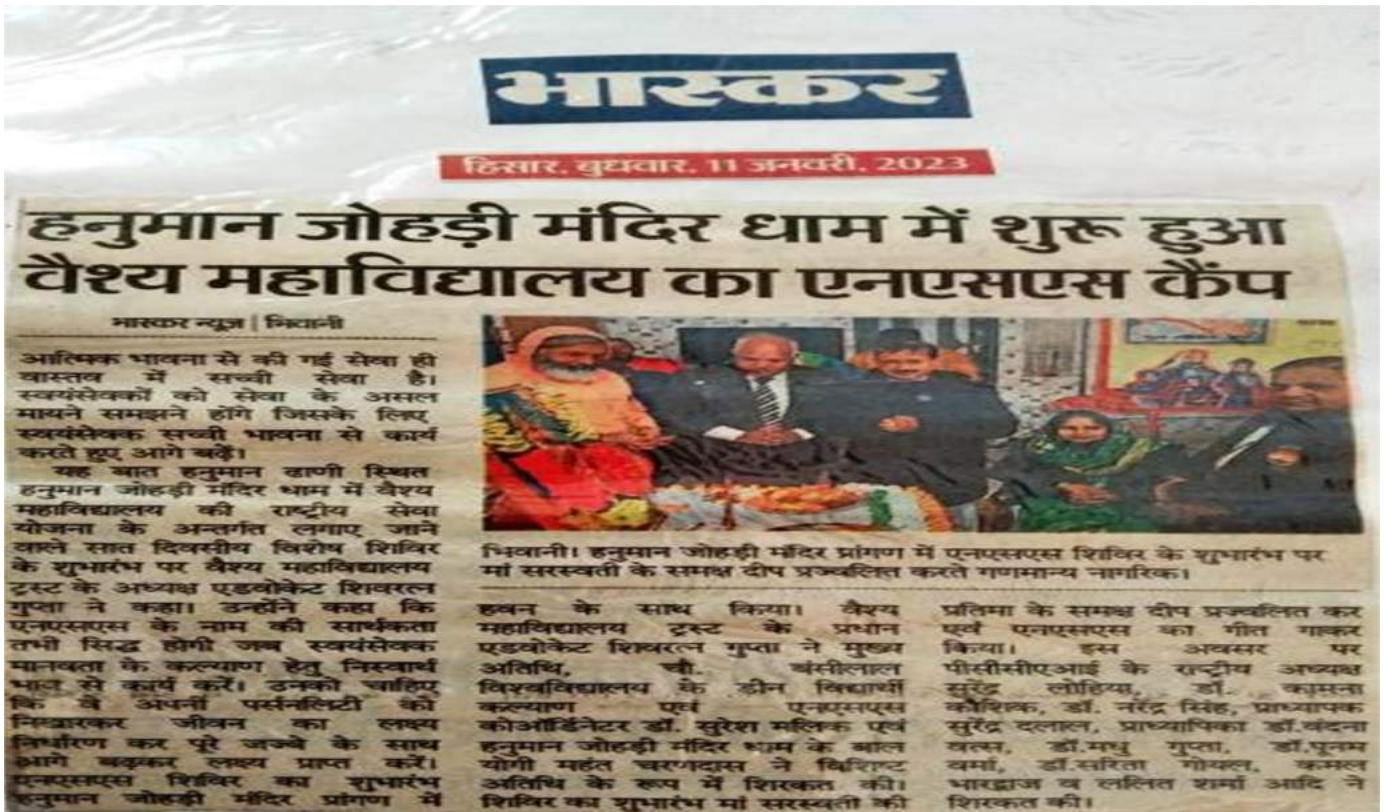 भास्कर
हिसार, बुधवार, 11 जनवरी, 2023
हनुमान जोहड़ी मंदिर धाम में शुरू हुआ
वैश्य महाविद्यालय का एनएसएस कैंप
भास्कर न्यूज | भिवानी
आत्मिक भावना से की गई सेवा ही
वास्तव में सच्ची सेवा है।
स्वयंसेवकों को सेवा के असल
मायने समझने होंगे जिसके लिए
स्वयंसेवक सच्ची भावना से कार्य
करते हुए आगे बढ़ें।
यह बात हनुमान ढाणी स्थित
हनुमान जोहड़ी मंदिर धाम में वैश्य
महाविद्यालय की राष्ट्रीय सेवा
योजना के अन्तर्गत लगाए जाने
वाले सात दिवसीय विशेष शिविर
के शुभारंभ पर वैश्य महाविद्यालय
ट्रस्ट के अध्यक्ष एडवोकेट शिवरत्न
गुप्ता ने कहा। उन्होंने कहा कि
एनएसएस के नाम की सार्थकता
तभी सिद्ध होगी जब स्वयंसेवक
मानवता के कल्याण हेतु निस्वार्थ
भाव से कार्य करें। उनको चाहिए
कि वे अपनी पर्सनलिटी को
निखारकर जीवन का लक्ष्य
निर्धारण कर पूरे जज्बे के साथ
आगे बढ़कर लक्ष्य प्राप्त करें।
एनएसएस शिविर का शुभारंभ
हनुमान जोहड़ी मंदिर प्रांगण में
भिवानी। हनुमान जोहड़ी मंदिर प्रांगण में एनएसएस शिविर के शुभारंभ पर
मां सरस्वती के समक्ष दीप प्रज्वलित करते गणमान्य नागरिक।
हवन के साथ किया। वैश्य
महाविद्यालय ट्रस्ट के प्रधान
एडवोकेट शिवरत्न गुप्ता ने मुख्य
अतिथि, चौ. बंसीलाल
विश्वविद्यालय के डीन विद्यार्थी
कल्याण एवं एनएसएस
कोऑर्डिनेटर डॉ. सुरेश मलिक एवं
हनुमान जोहड़ी मंदिर धाम के बाल
योगी महंत चरणदास ने विशिष्ट
अतिथि के रूप में शिरकत की।
शिविर का शुभारंभ मां सरस्वती की
प्रतिमा के समक्ष दीप प्रज्वलित कर
एवं एनएसएस का गीत गाकर
किया। इस अवसर पर
पीसीसीएआई के राष्ट्रीय अध्यक्ष
सुरेंद्र लोहिया, डॉ. कामना
कौशिक, डॉ. नरेंद्र सिंह, प्राध्यापक
सुरेंद्र दलाल, प्राध्यापिका डॉ.वंदना
वत्स, डॉ.मधु गुप्ता, डॉ.पूनम
वर्मा, डॉ.सरिता गोयल, कमल
भारद्वाज व ललित शर्मा आदि ने
शिरकत की।